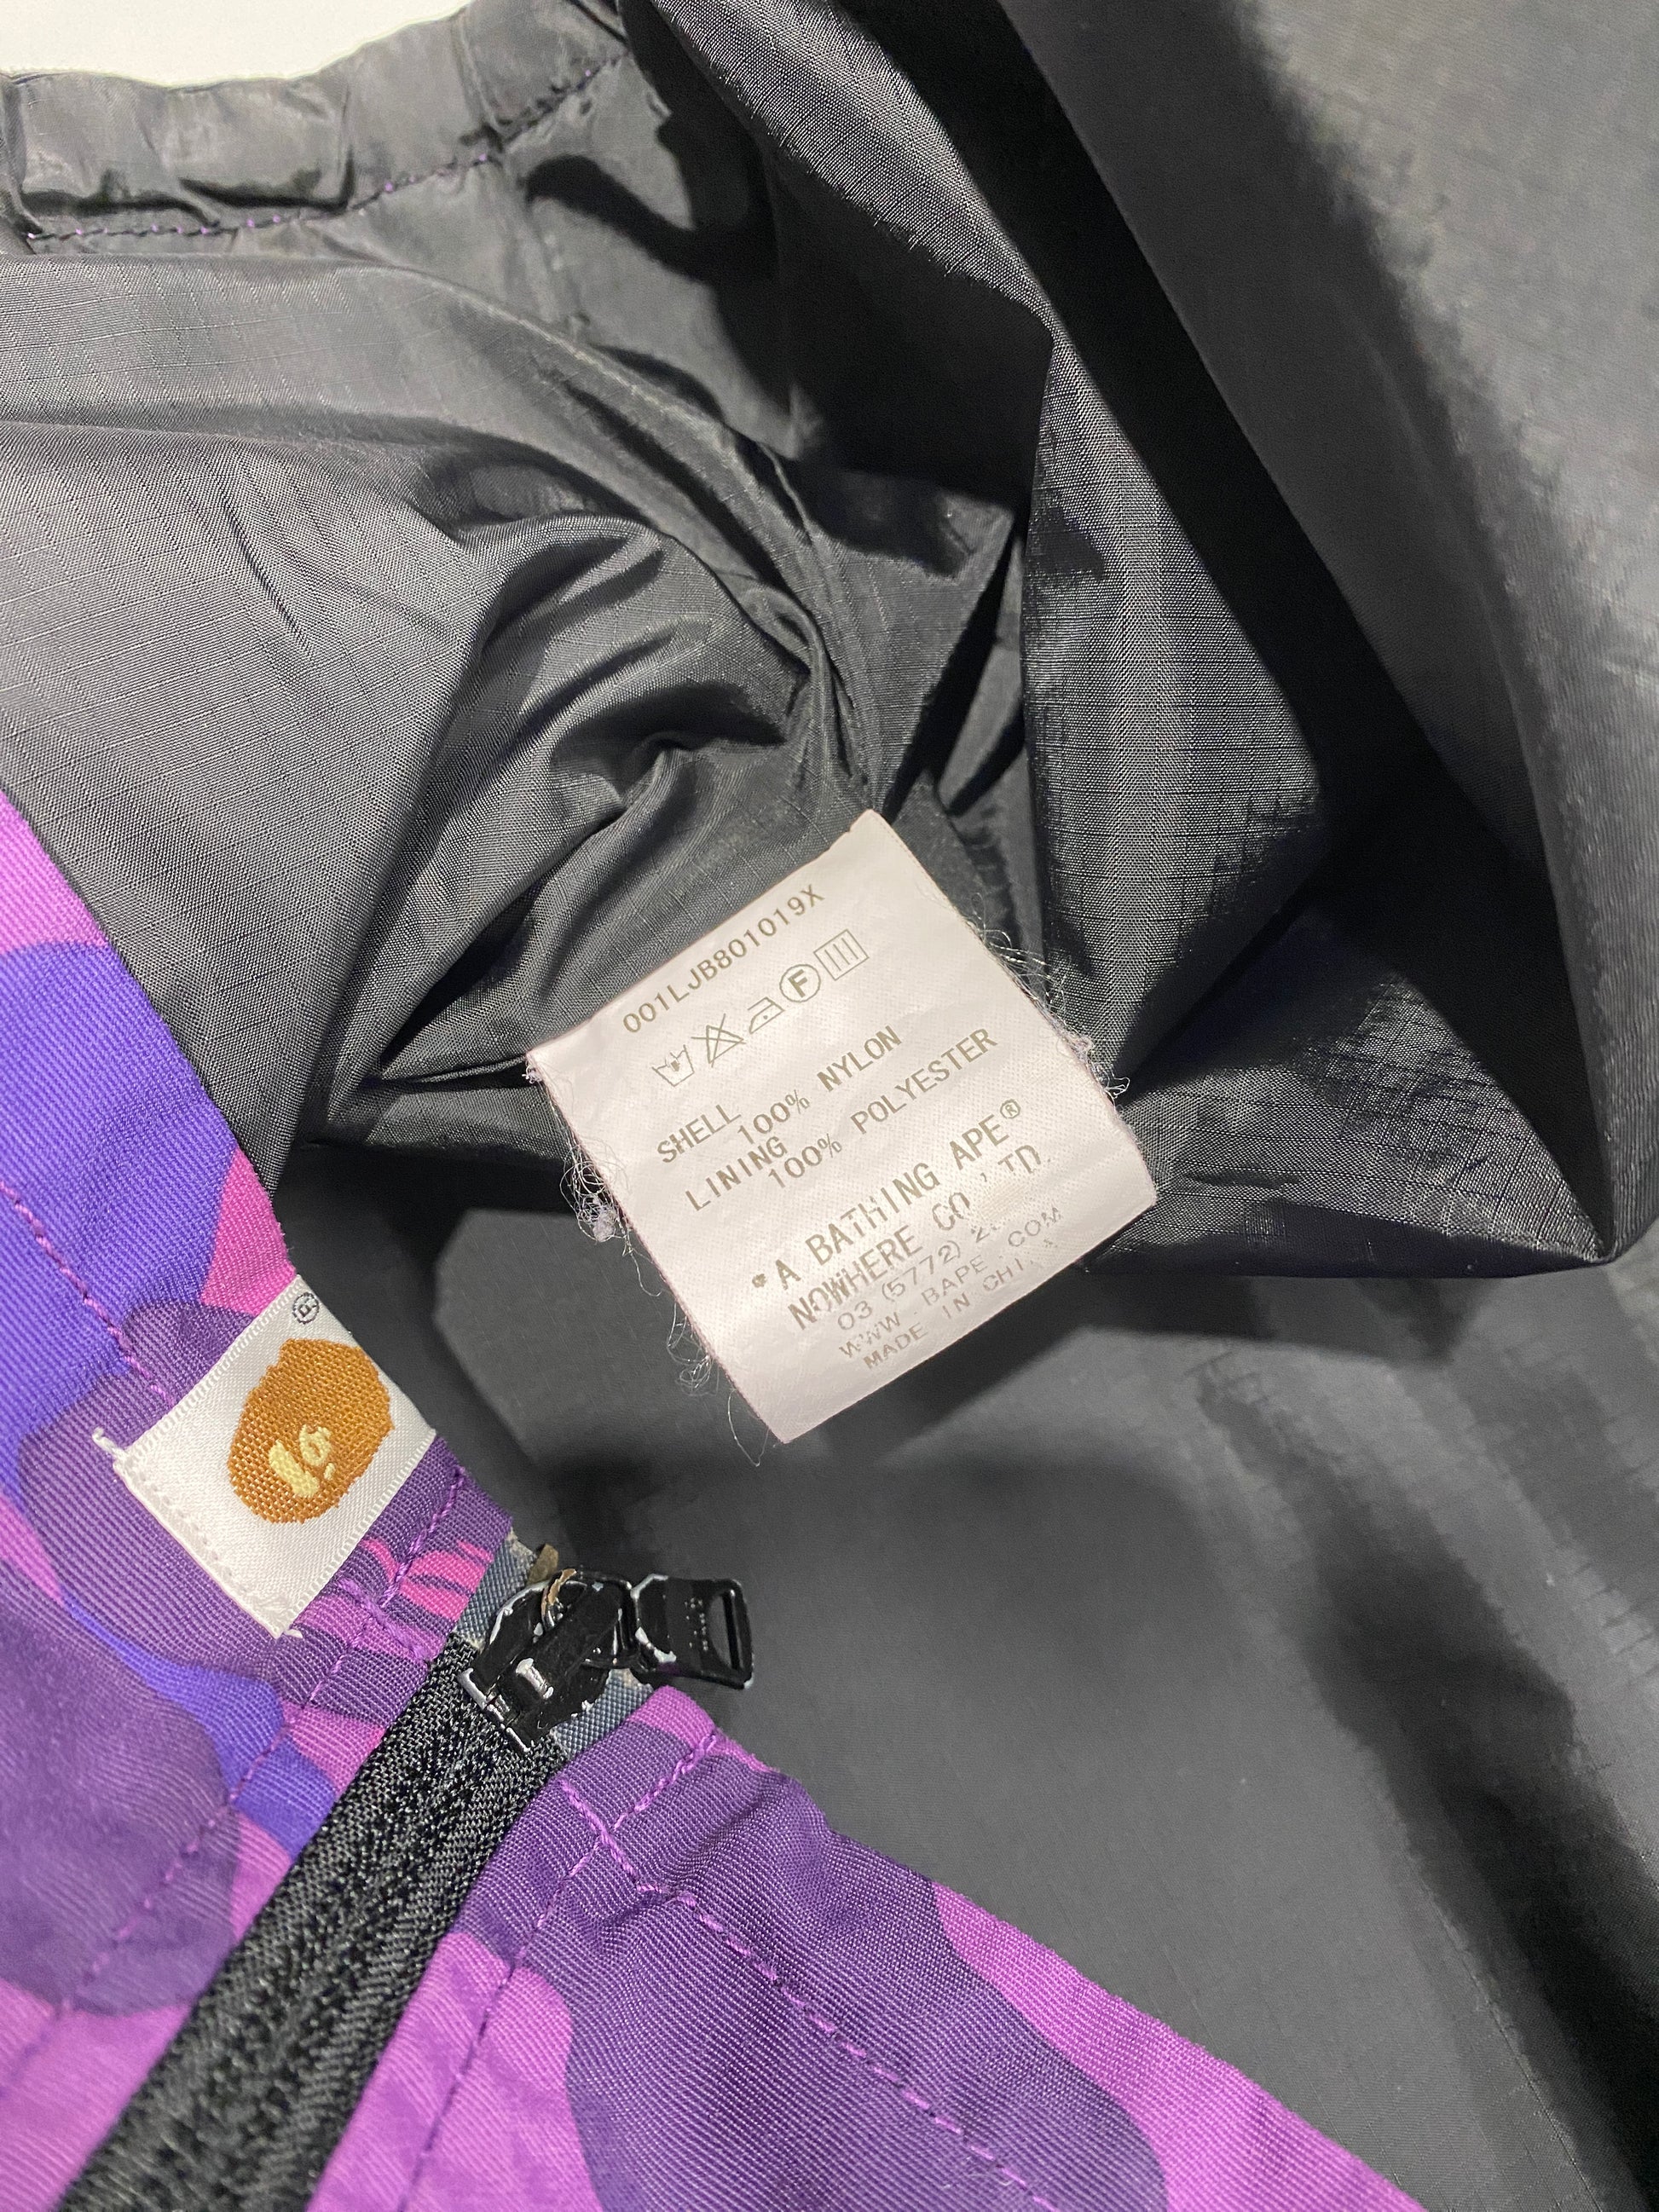 001LJB801019X
F
SHELL
100% NYLON
LINING
100% POLYESTER
*A BATHING APE®
NOWHERE CO
03 (5772)
WWW.BAPE.COM
MADE IN
®